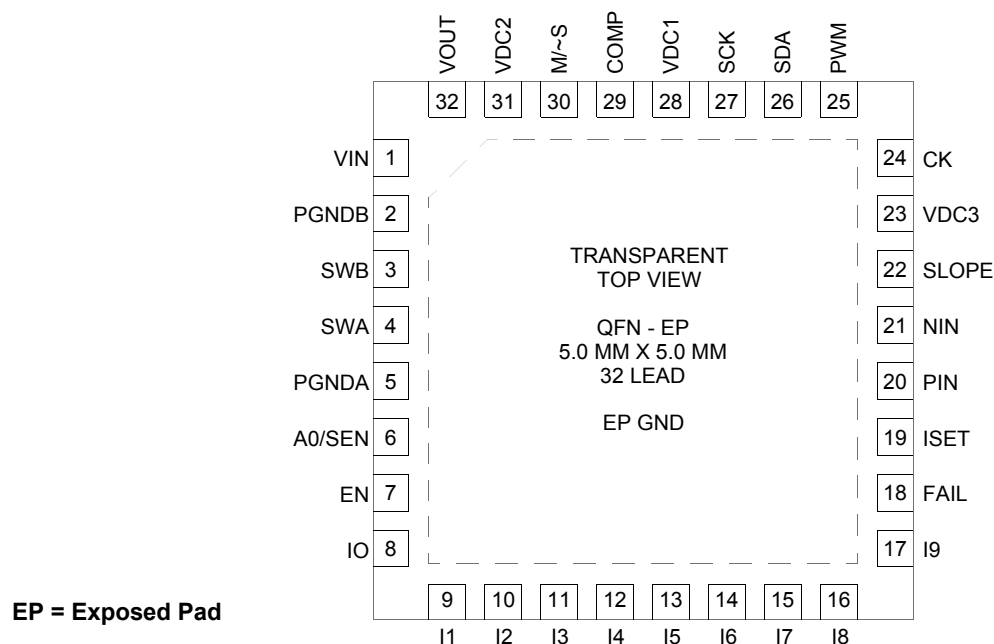 VOUT VDC2 M/~S COMP VDC1 SCK SDA PWM
32 31 30 29 28 27 26 25
VIN 1
24 CK
PGNDB 2
23 VDC3
SWB 3
22 SLOPE
SWA 4
21 NIN
PGNDA 5
20 PIN
A0/SEN 6
19 ISET
EN 7
18 FAIL
IO 8
17 I9
TRANSPARENT
TOP VIEW
QFN - EP
5.0 MM X 5.0 MM
32 LEAD
EP GND
9 10 11 12 13 14 15 16
I1 I2 I3 I4 I5 I6 I7 I8
EP = Exposed Pad